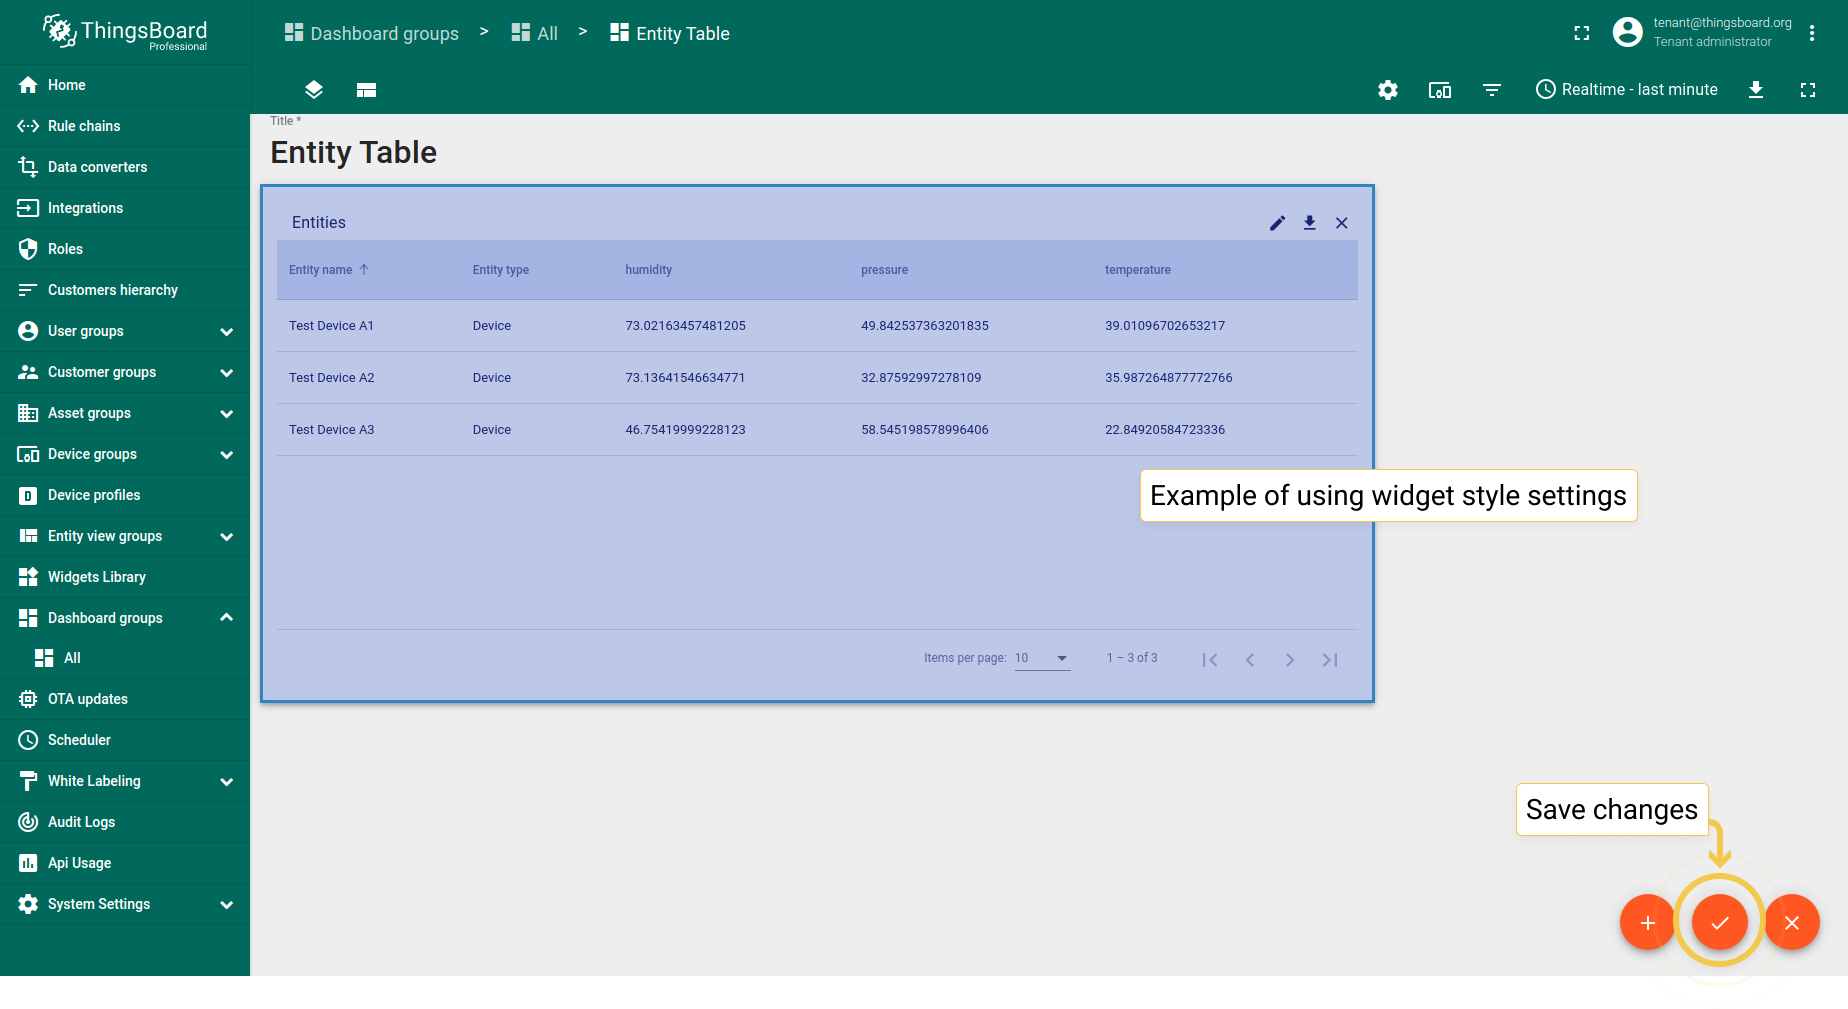 ThingsBoard
Professional
Dashboard groups > All > Entity Table
tenant@thingsboard.org
Tenant administrator
Home
Rule chains
Data converters
Integrations
Roles
Customers hierarchy
User groups
Customer groups
Asset groups
Device groups
Device profiles
Entity view groups
Widgets Library
Dashboard groups
All
OTA updates
Scheduler
White Labeling
Audit Logs
Api Usage
System Settings
Realtime - last minute
Title *
Entity Table
Entities
Entity name Entity type humidity pressure temperature
Test Device A1 Device 73.02163457481205 49.842537363201835 39.01096702653217
Test Device A2 Device 73.13641546634771 32.87592997278109 35.987264877772766
Test Device A3 Device 46.75419999228123 58.545198578996406 22.84920584723336
Example of using widget style settings
Items per page: 10 1 – 3 of 3
Save changes